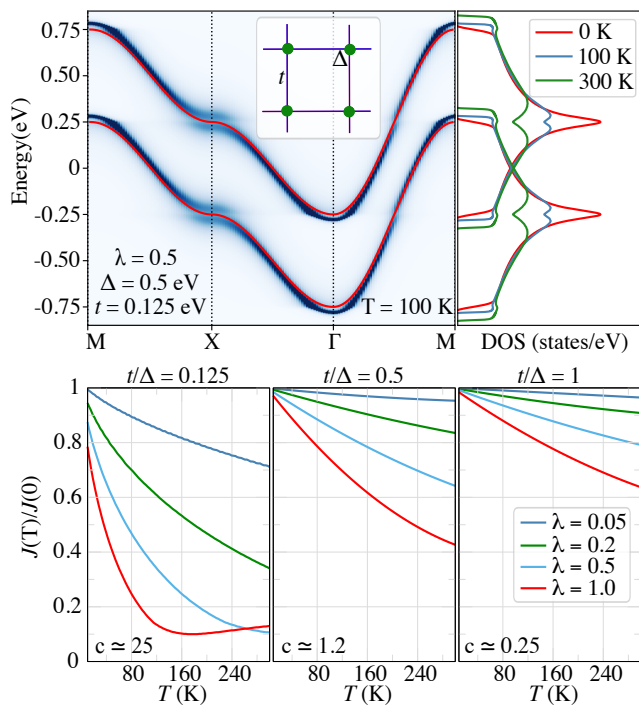 0.75
0.50
0.25
0
-0.25
-0.50
-0.75
Energy(eV)
t
Δ
λ = 0.5
Δ = 0.5 eV
t = 0.125 eV
T = 100 K
M X Γ M
0 K
100 K
300 K
DOS (states/eV)
t/Δ = 0.125 t/Δ = 0.5 t/Δ = 1
1
0.8
0.6
0.4
0.2
0
J(T)/J(0)
c ≃ 25 c ≃ 1.2 c ≃ 0.25
λ = 0.05
λ = 0.2
λ = 0.5
λ = 1.0
80 160 240 80 160 240 80 160 240
T (K) T (K) T (K)